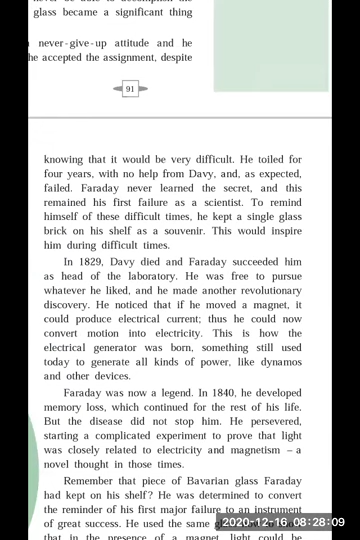 glass became a significant thing
never-give-up attitude and he
he accepted the assignment, despite
91
knowing that it would be very difficult. He toiled for
four years, with no help from Davy, and, as expected,
failed. Faraday never learned the secret, and this
remained his first failure as a scientist. To remind
himself of these difficult times, he kept a single glass
brick on his shelf as a souvenir. This would inspire
him during difficult times.
In 1829, Davy died and Faraday succeeded him
as head of the laboratory. He was free to pursue
whatever he liked, and he made another revolutionary
discovery. He noticed that if he moved a magnet, it
could produce electrical current; thus he could now
convert motion into electricity. This is how the
electrical generator was born, something still used
today to generate all kinds of power, like dynamos
and other devices.
Faraday was now a legend. In 1840, he developed
memory loss, which continued for the rest of his life.
But the disease did not stop him. He persevered,
starting a complicated experiment to prove that light
was closely related to electricity and magnetism – a
novel thought in those times.
Remember that piece of Bavarian glass Faraday
had kept on his shelf? He was determined to convert
the reminder of his first major failure to an instrument
of great success. He used the same
2020-12-16 08:28:09
that in the presence of a magnet, light could be